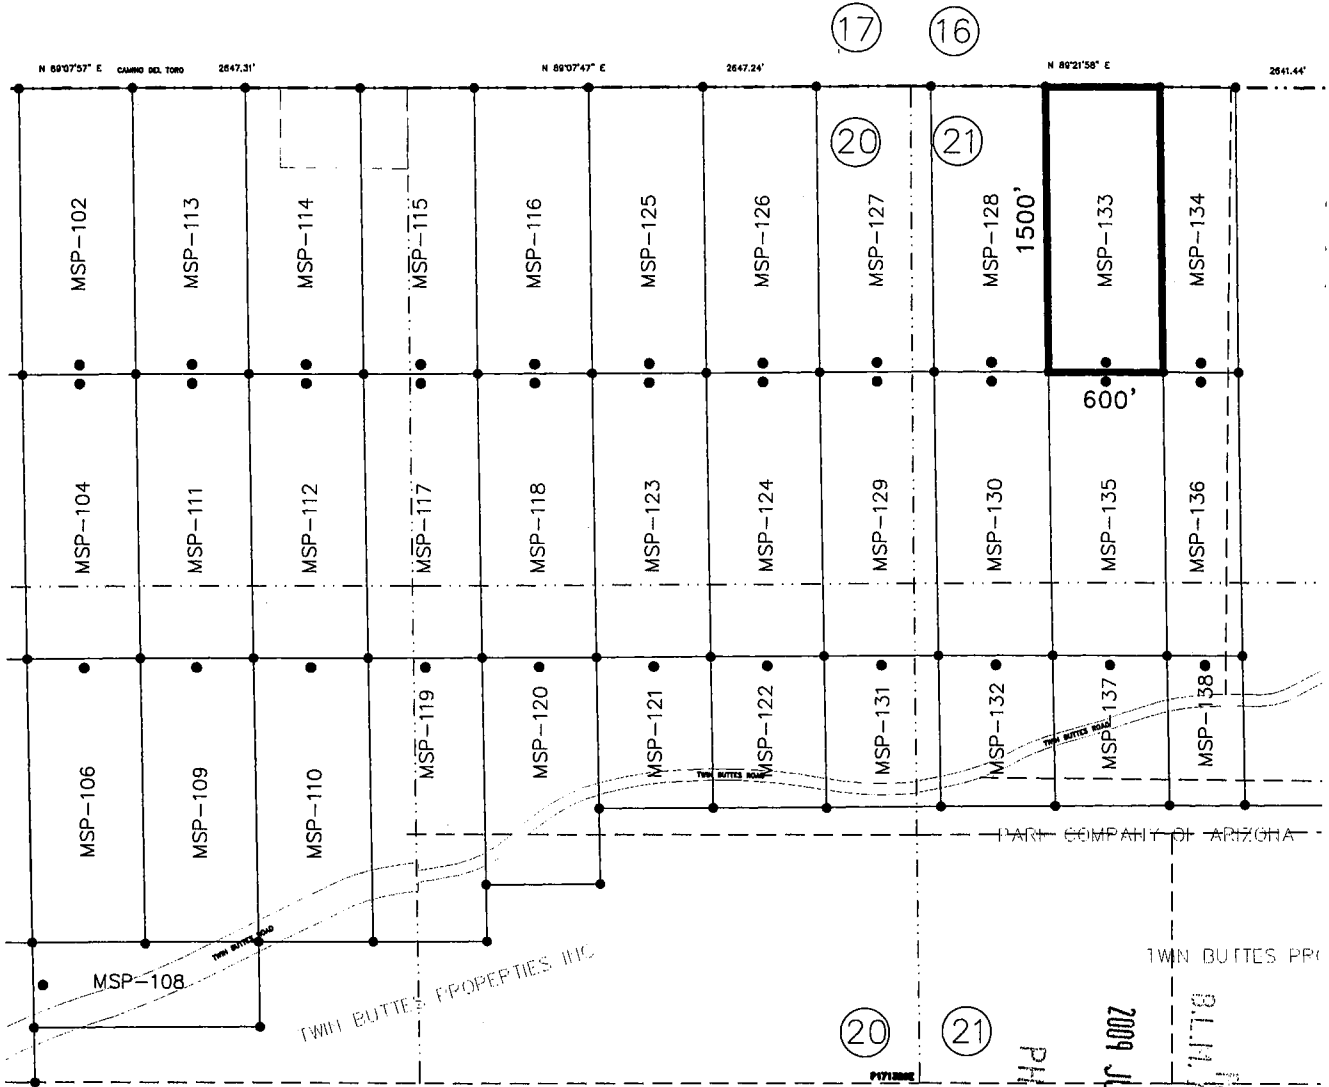 17 16
N 89°07'57" E CAMINO DEL TORO 2647.31' N 89°07'47" E 2647.24' N 89°21'58" E 2641.44'
20 21
MSP-102 MSP-113 MSP-114 MSP-115 MSP-116 MSP-125 MSP-126 MSP-127 MSP-128 1500' MSP-133 MSP-134
600'
MSP-104 MSP-111 MSP-112 MSP-117 MSP-118 MSP-123 MSP-124 MSP-129 MSP-130 MSP-135 MSP-136
MSP-119 MSP-120 MSP-121 MSP-122 MSP-131 MSP-132 MSP-137 MSP-138
TWIN BUTTES ROAD
TWIN BUTTES ROAD
MSP-106 MSP-109 MSP-110
PARK COMPANY OF ARIZONA
TWIN BUTTES ROAD
MSP-108
TWIN BUTTES PROPERTIES INC
TWIN BUTTES PR
B.L.M.
2009 J
PH
20 21